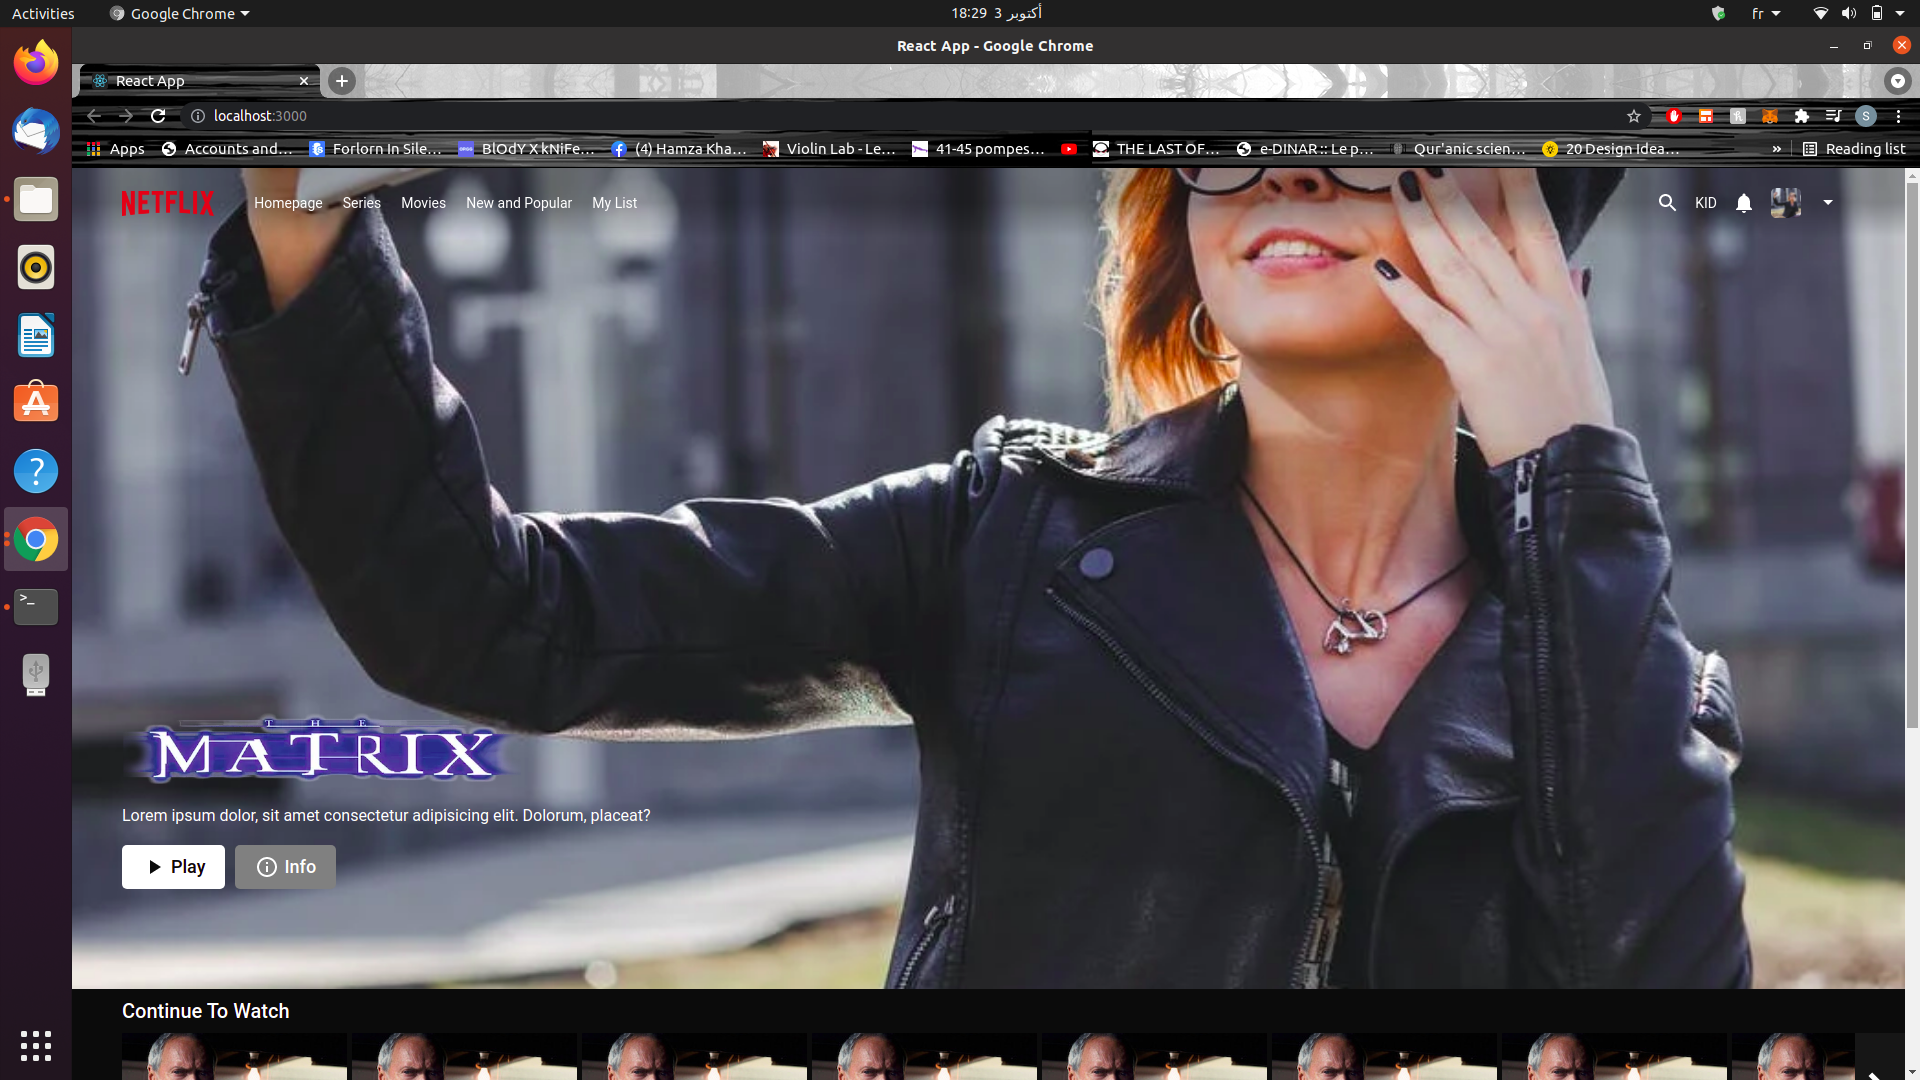 Activities
Google Chrome
18:29 3 أكتوبر
fr
React App - Google Chrome
React App
localhost:3000
S
Apps
Accounts and...
Forlorn In Sile...
BlOdY X kNiFe...
(4) Hamza Kha...
Violin Lab - Le...
41-45 pompes...
THE LAST OF...
e-DINAR :: Le p...
Qur'anic scien...
20 Design Idea...
»
Reading list
NETFLIX
Homepage
Series
Movies
New and Popular
My List
KID
THE
MATRIX
Lorem ipsum dolor, sit amet consectetur adipisicing elit. Dolorum, placeat?
Play
Info
Continue To Watch